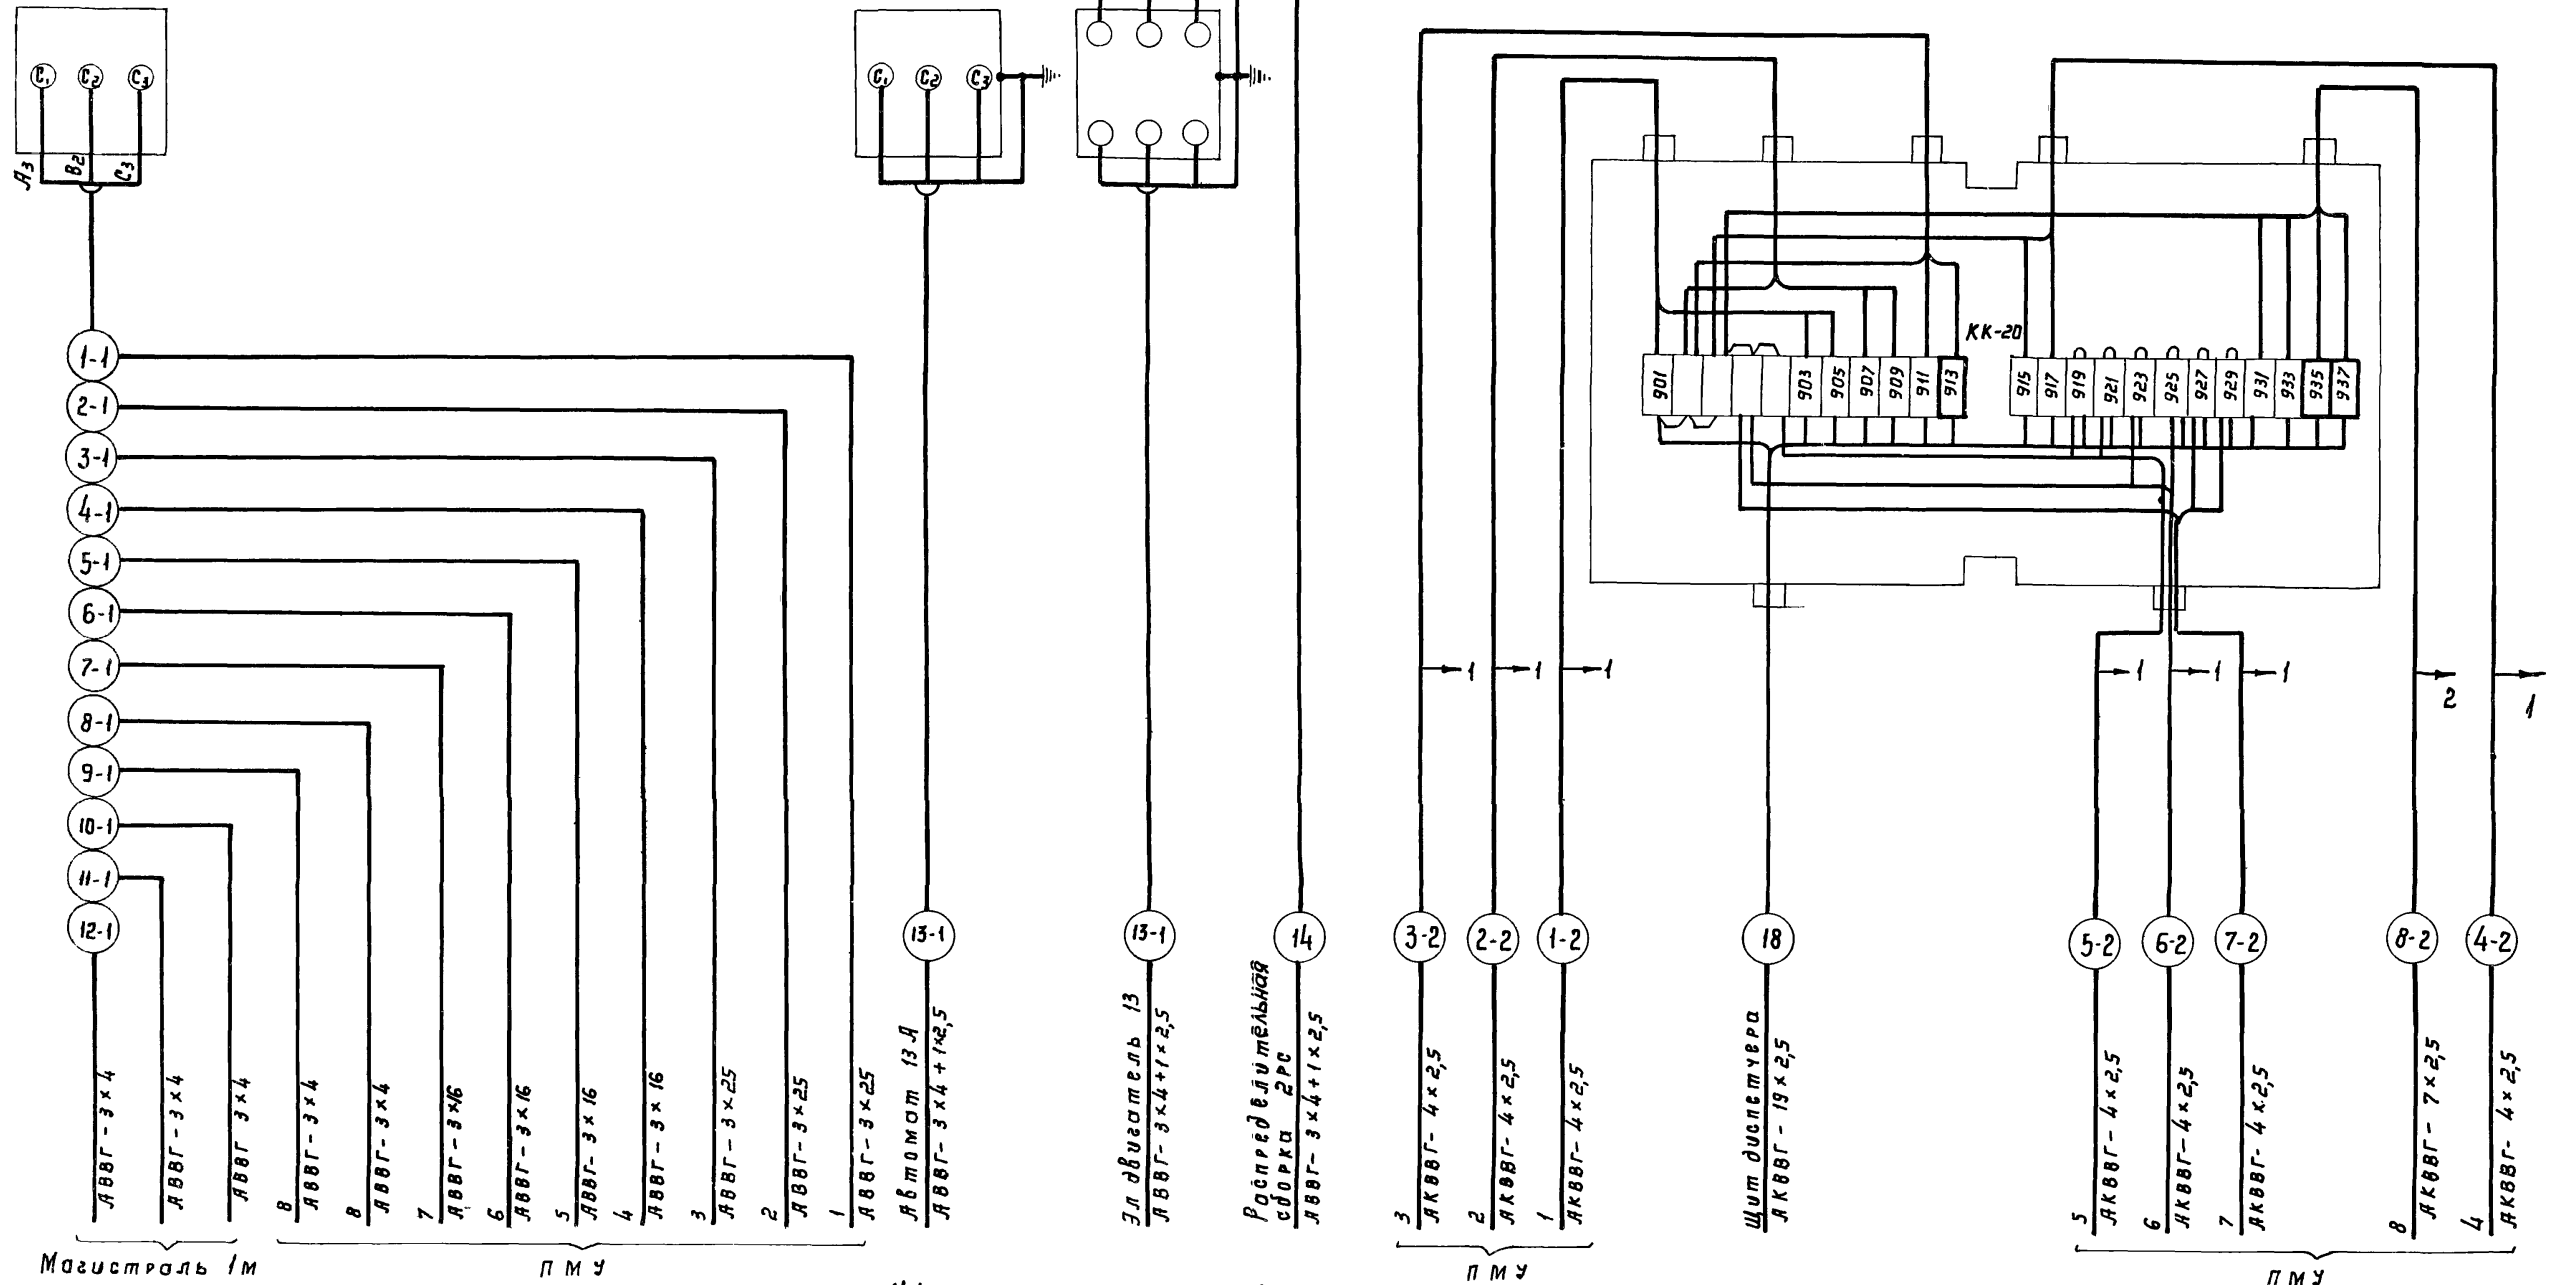 C₁ C₂ C₃
A3 B2 C3
C₁ C₂ C₃
1-1
2-1
3-1
4-1
5-1
6-1
7-1
8-1
9-1
10-1
11-1
12-1
АВВГ - 3×4
АВВГ - 3×4
АВВГ 3×4
8
АВВГ - 3×4
8
АВВГ - 3×4
7
АВВГ - 3×16
6
АВВГ - 3×16
5
АВВГ - 3×16
4
АВВГ - 3×16
3
АВВГ - 3×25
2
АВВГ - 3×25
1
АВВГ - 3×25
Магистраль 1м
ПМУ
13-1
Автомат 13А
АВВГ - 3×4+1×2,5
13-1
Эл двигатель 13
АВВГ - 3×4+1×2,5
14
Распределительная
сборка 2РС
АВВГ - 3×4+1×2,5
КК-20
901 903 905 907 909 911 913
915 917 919 921 923 925 927 929 931 933 935 937
1 1 1
1 1 1
2 1
3-2 2-2 1-2
18
5-2 6-2 7-2
8-2 4-2
3
АКВВГ - 4×2,5
2
АКВВГ - 4×2,5
1
АКВВГ - 4×2,5
ПМУ
Щит диспетчера
АКВВГ - 19×2,5
5
АКВВГ - 4×2,5
6
АКВВГ - 4×2,5
7
АКВВГ - 4×2,5
8
АКВВГ - 7×2,5
4
АКВВГ - 4×2,5
ПМУ